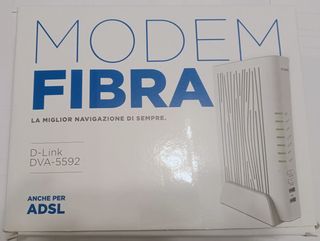 MODEM
FIBRA
LA MIGLIOR NAVIGAZIONE DI SEMPRE.
D-Link
DVA-5592
ANCHE PER
ADSL